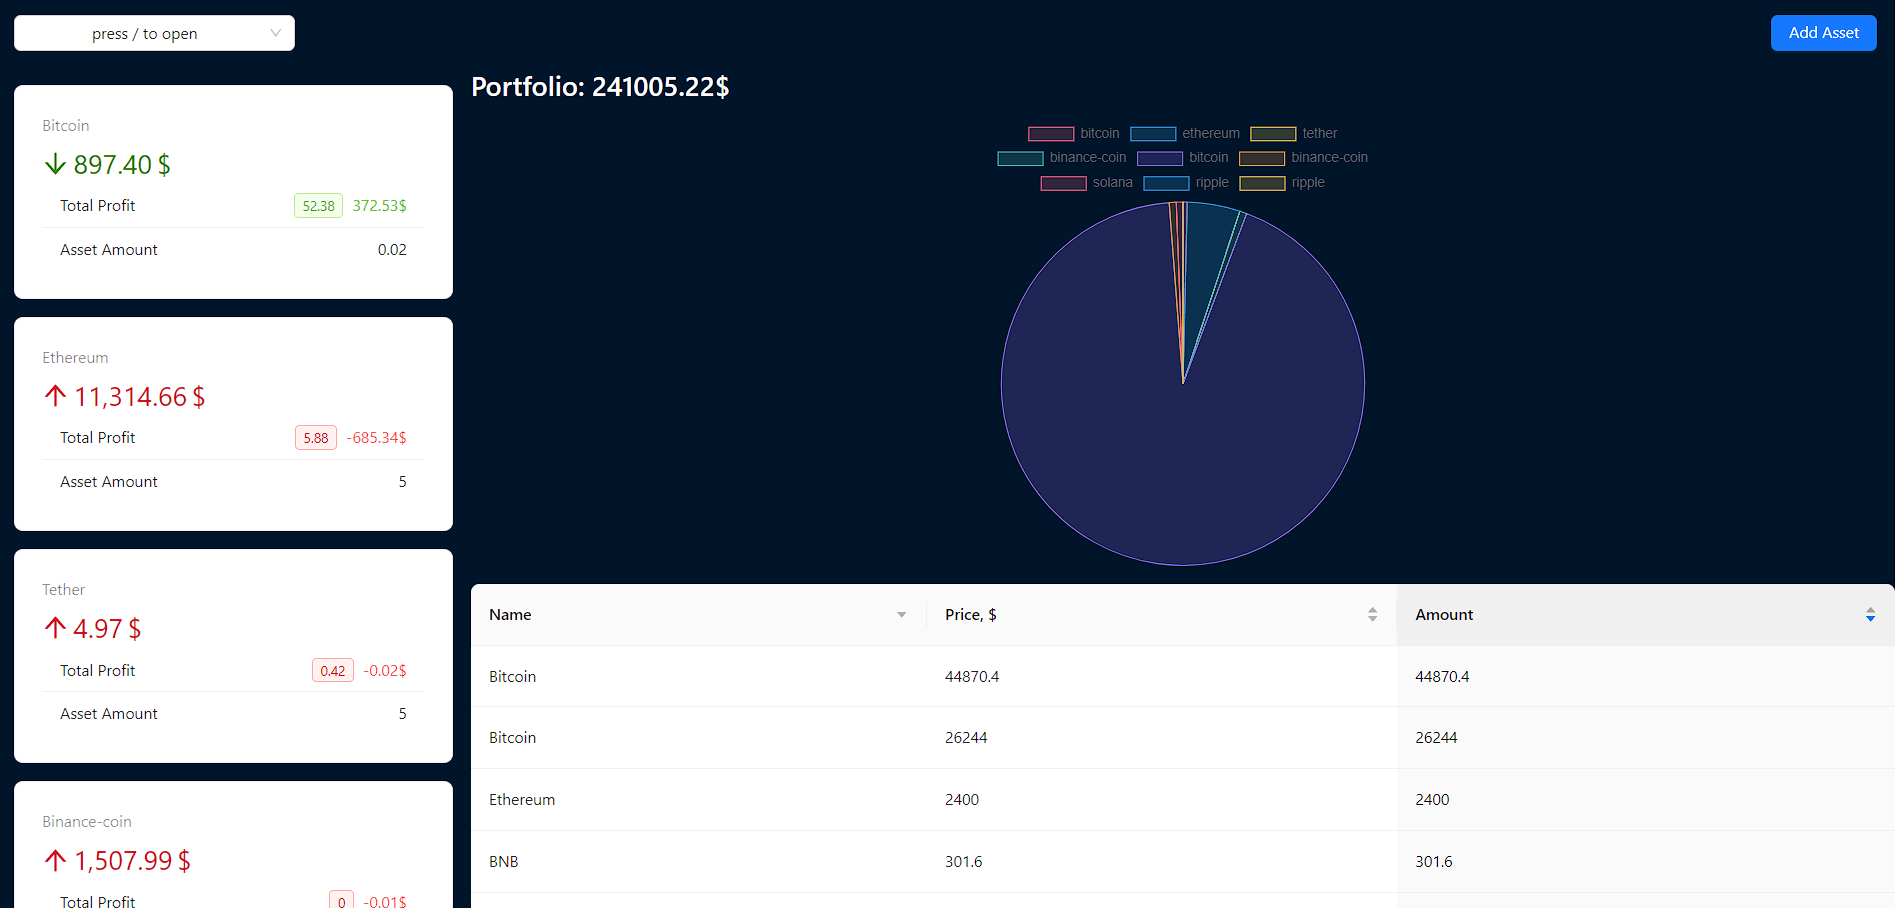 press / to open
Add Asset
Bitcoin
897.40 $
Total Profit 52.38 372.53$
Asset Amount 0.02
Ethereum
11,314.66 $
Total Profit 5.88 -685.34$
Asset Amount 5
Tether
4.97 $
Total Profit 0.42 -0.02$
Asset Amount 5
Binance-coin
1,507.99 $
Total Profit 0 -0.01$
Portfolio: 241005.22$
bitcoin ethereum tether
binance-coin bitcoin binance-coin
solana ripple ripple
Name Price, $ Amount
Bitcoin 44870.4 44870.4
Bitcoin 26244 26244
Ethereum 2400 2400
BNB 301.6 301.6